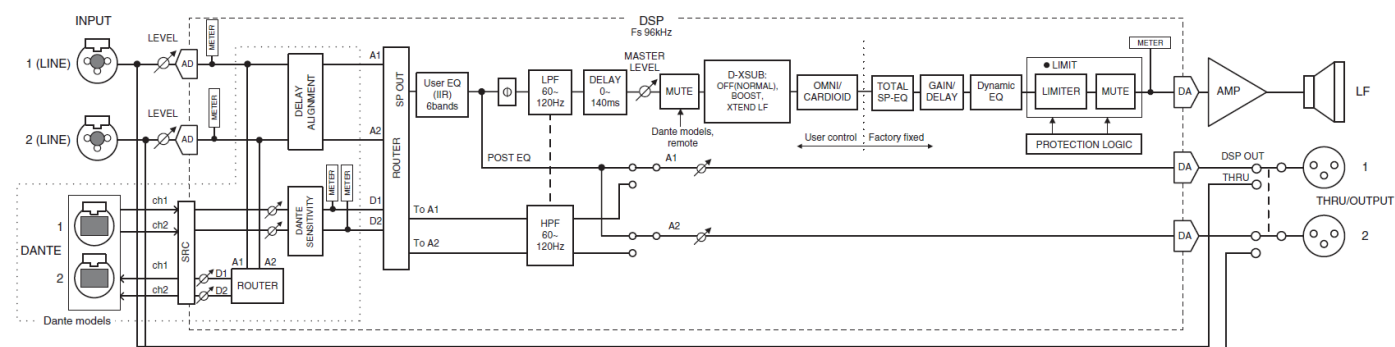 INPUT
DSP
Fs 96kHz
LEVEL
METER
1 (LINE)
AD
A1
LEVEL
METER
2 (LINE)
AD
A2
DELAY
ALIGNMENT
SP OUT
ROUTER
User EQ
(IIR)
6bands
Φ
LPF
60~
120Hz
DELAY
0~
140ms
MASTER
LEVEL
MUTE
Dante models,
remote
D-XSUB:
OFF(NORMAL),
BOOST,
XTEND LF
OMNI/
CARDIOID
TOTAL
SP-EQ
GAIN/
DELAY
Dynamic
EQ
User control
Factory fixed
● LIMIT
LIMITER
MUTE
PROTECTION LOGIC
METER
DA
AMP
LF
POST EQ
A1
DA
DSP OUT
THRU
1
THRU/OUTPUT
A2
DA
2
To A1
To A2
HPF
60~
120Hz
DANTE
1
ch1
ch2
2
ch1
ch2
SRC
DANTE
SENSITIVITY
METER
METER
D1
D2
A1
A2
D1
D2
ROUTER
Dante models